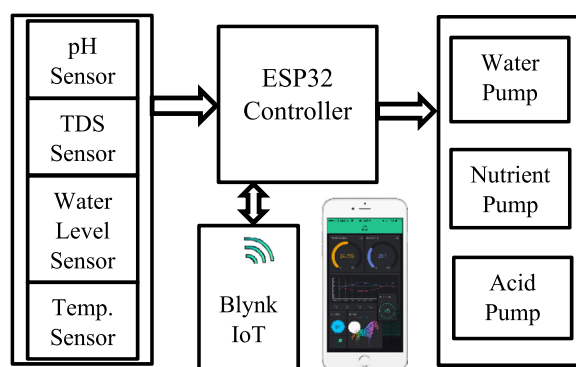 pH
Sensor
TDS
Sensor
Water
Level
Sensor
Temp.
Sensor
ESP32
Controller
Blynk
IoT
Water
Pump
Nutrient
Pump
Acid
Pump